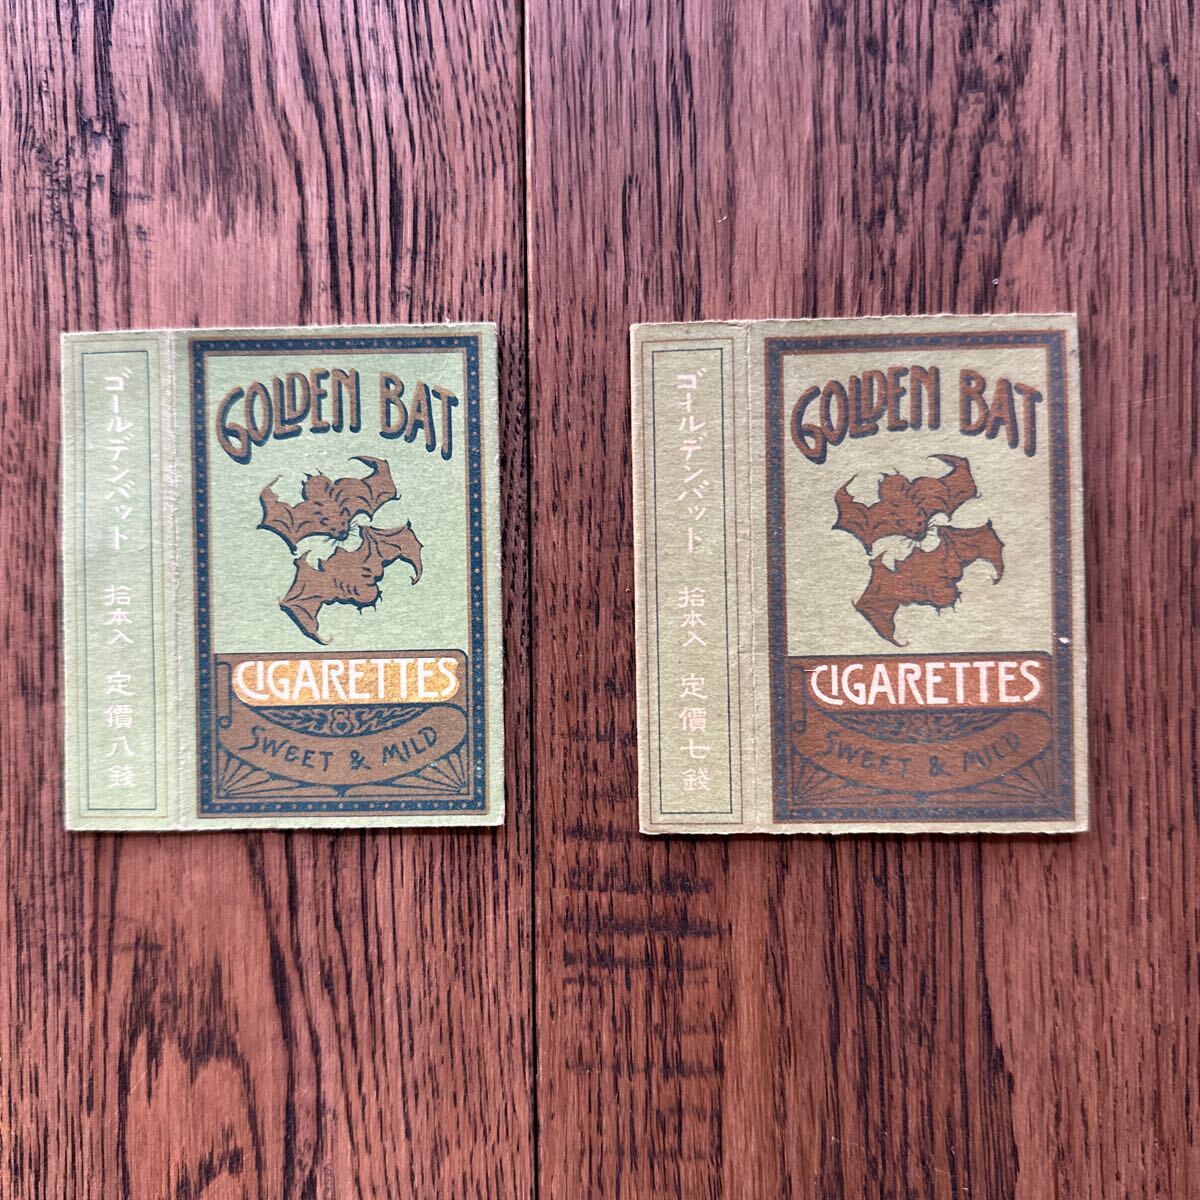 ゴールデンバット 拾本入 定價八錢
GOLDEN BAT
CIGARETTES
SWEET & MILD
ゴールデンバット 拾本入 定價七錢
GOLDEN BAT
CIGARETTES
SWEET & MILD